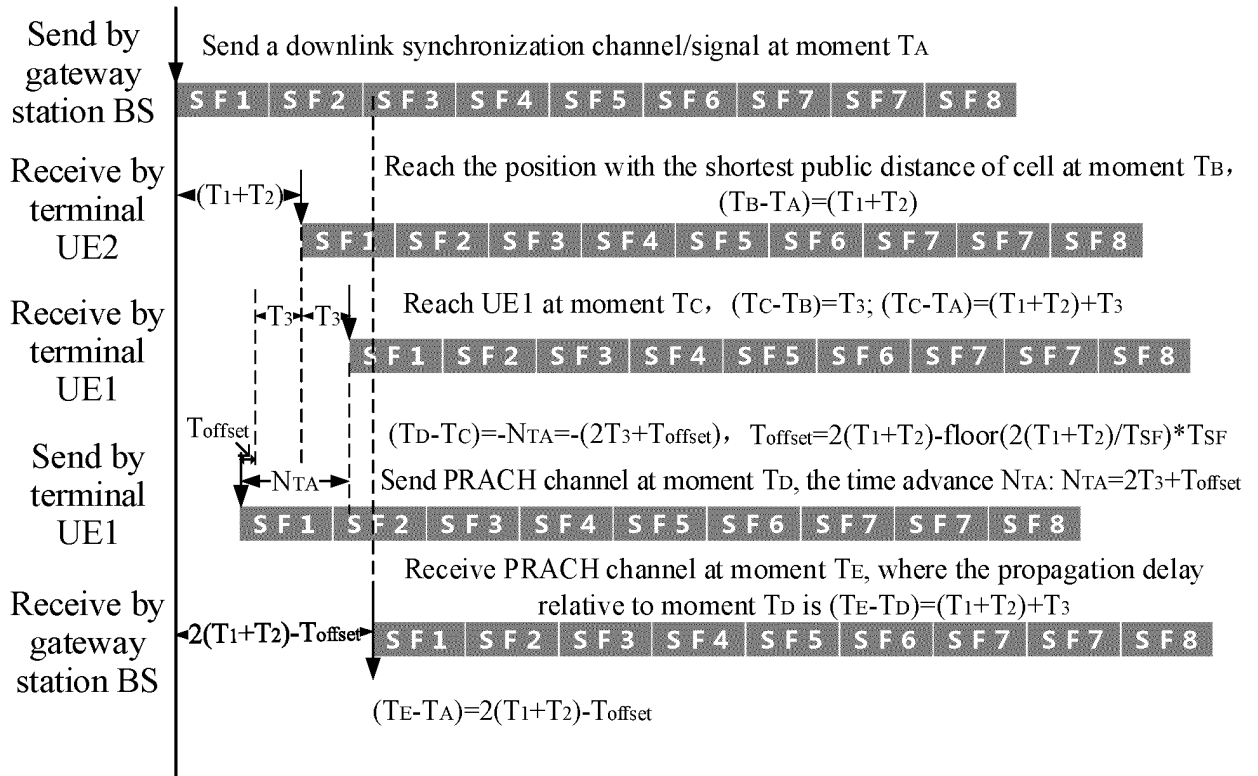 Send by
gateway
station BS
Send a downlink synchronization channel/signal at moment TA
SF1 SF2 SF3 SF4 SF5 SF6 SF7 SF7 SF8
Receive by
terminal
UE2
(T1+T2)
Reach the position with the shortest public distance of cell at moment TB,
(TB-TA)=(T1+T2)
SF1 SF2 SF3 SF4 SF5 SF6 SF7 SF7 SF8
Receive by
terminal
UE1
T3 T3
Reach UE1 at moment TC, (TC-TB)=T3; (TC-TA)=(T1+T2)+T3
SF1 SF2 SF3 SF4 SF5 SF6 SF7 SF7 SF8
Send by
terminal
UE1
Toffset
NTA
(TD-TC)=-NTA=-(2T3+Toffset), Toffset=2(T1+T2)-floor(2(T1+T2)/TSF)*TSF
Send PRACH channel at moment TD, the time advance NTA: NTA=2T3+Toffset
SF1 SF2 SF3 SF4 SF5 SF6 SF7 SF7 SF8
Receive by
gateway
station BS
Receive PRACH channel at moment TE, where the propagation delay
relative to moment TD is (TE-TD)=(T1+T2)+T3
2(T1+T2)-Toffset
SF1 SF2 SF3 SF4 SF5 SF6 SF7 SF7 SF8
(TE-TA)=2(T1+T2)-Toffset